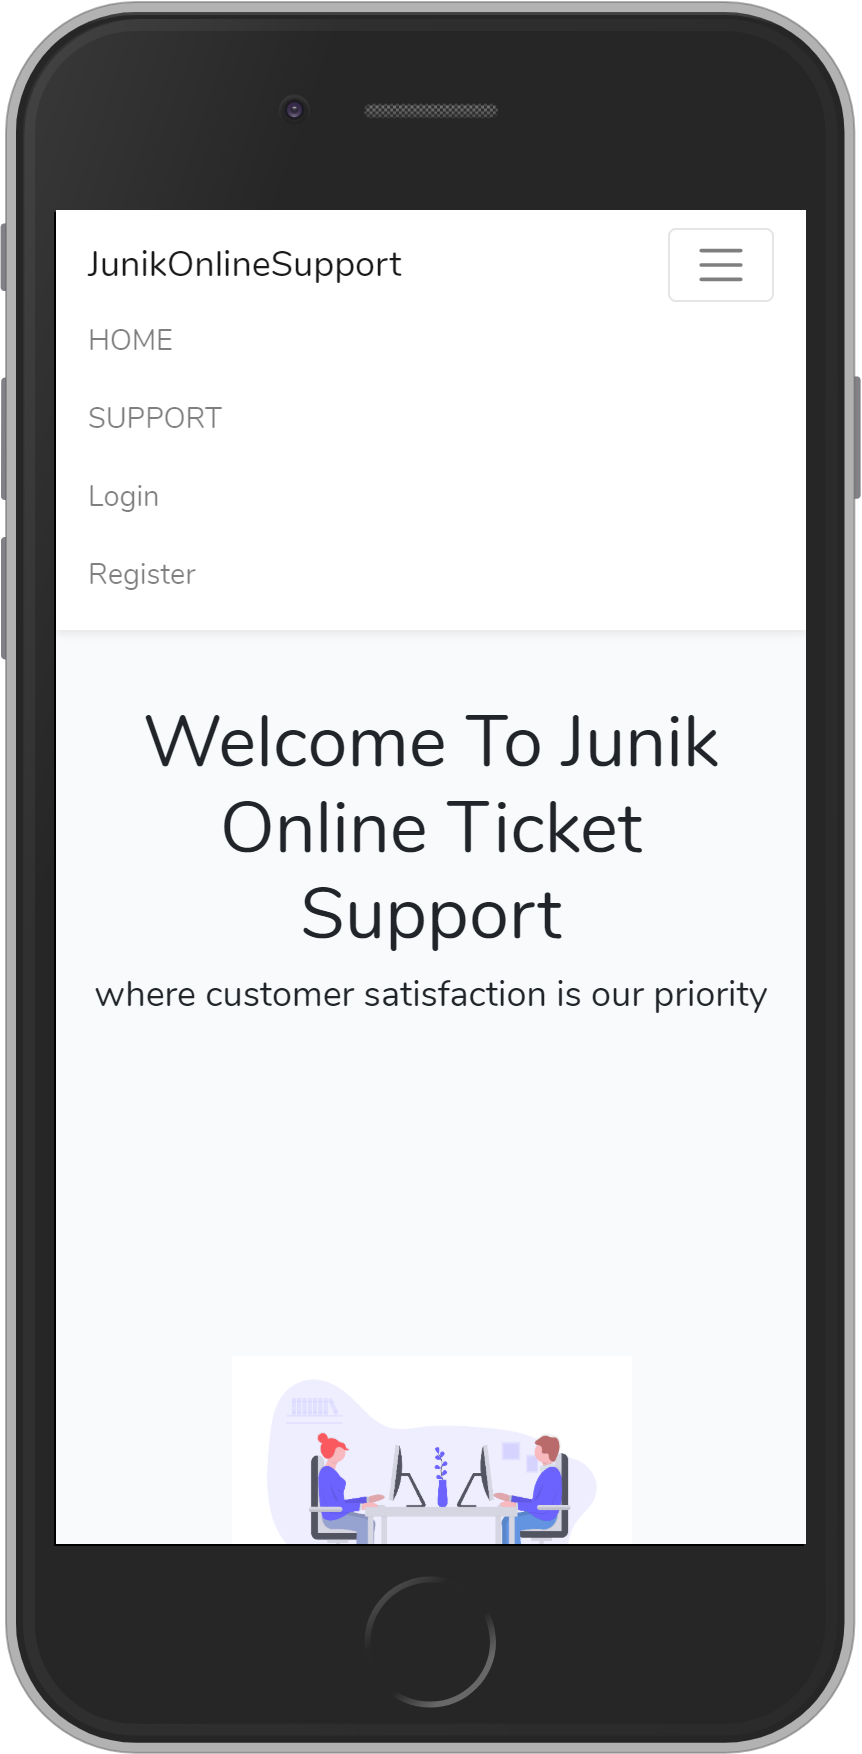 JunikOnlineSupport
HOME
SUPPORT
Login
Register
Welcome To Junik
Online Ticket
Support
where customer satisfaction is our priority